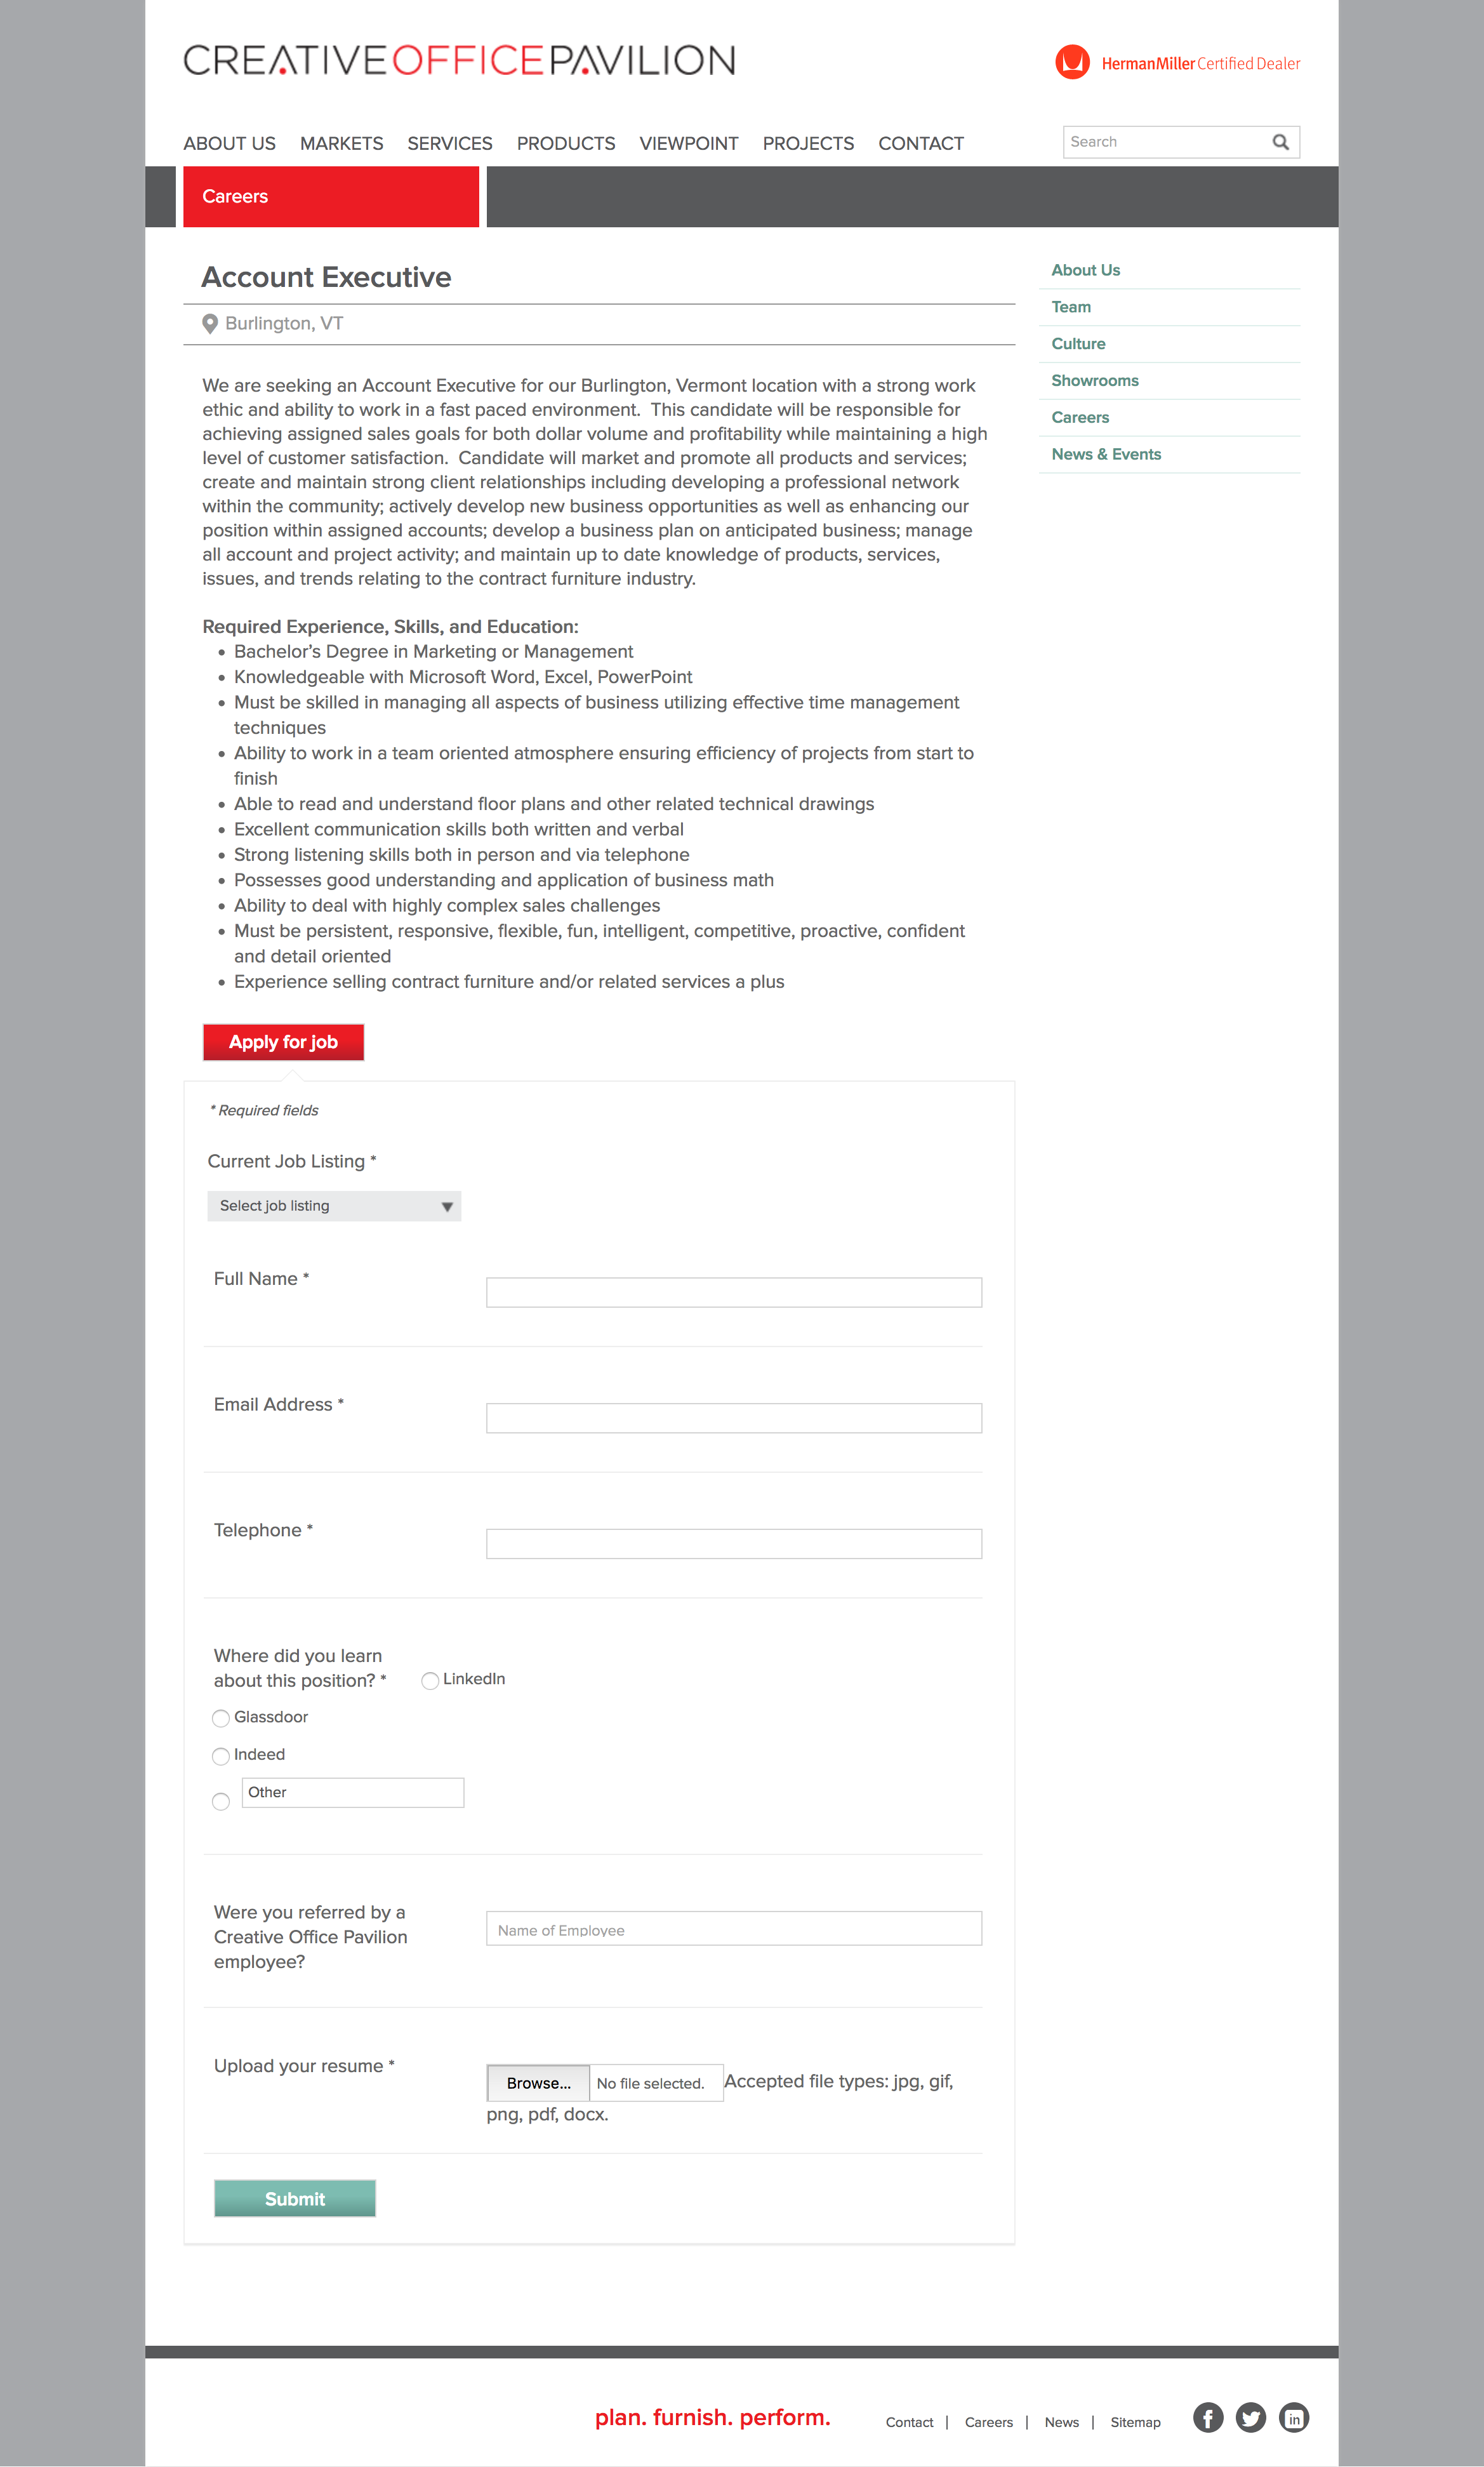 CREATIVEOFFICEPAVILION
HermanMiller Certified Dealer
ABOUT US MARKETS SERVICES PRODUCTS VIEWPOINT PROJECTS CONTACT
Search
Careers
Account Executive
Burlington, VT
We are seeking an Account Executive for our Burlington, Vermont location with a strong work
ethic and ability to work in a fast paced environment.  This candidate will be responsible for
achieving assigned sales goals for both dollar volume and profitability while maintaining a high
level of customer satisfaction.  Candidate will market and promote all products and services;
create and maintain strong client relationships including developing a professional network
within the community; actively develop new business opportunities as well as enhancing our
position within assigned accounts; develop a business plan on anticipated business; manage
all account and project activity; and maintain up to date knowledge of products, services,
issues, and trends relating to the contract furniture industry.
Required Experience, Skills, and Education:
• Bachelor’s Degree in Marketing or Management
• Knowledgeable with Microsoft Word, Excel, PowerPoint
• Must be skilled in managing all aspects of business utilizing effective time management
techniques
• Ability to work in a team oriented atmosphere ensuring efficiency of projects from start to
finish
• Able to read and understand floor plans and other related technical drawings
• Excellent communication skills both written and verbal
• Strong listening skills both in person and via telephone
• Possesses good understanding and application of business math
• Ability to deal with highly complex sales challenges
• Must be persistent, responsive, flexible, fun, intelligent, competitive, proactive, confident
and detail oriented
• Experience selling contract furniture and/or related services a plus
About Us
Team
Culture
Showrooms
Careers
News & Events
Apply for job
* Required fields
Current Job Listing *
Select job listing
Full Name *
Email Address *
Telephone *
Where did you learn
about this position? * LinkedIn
Glassdoor
Indeed
Other
Were you referred by a
Creative Office Pavilion
employee?
Name of Employee
Upload your resume *
Browse... No file selected. Accepted file types: jpg, gif,
png, pdf, docx.
Submit
plan. furnish. perform.
Contact | Careers | News | Sitemap
f in